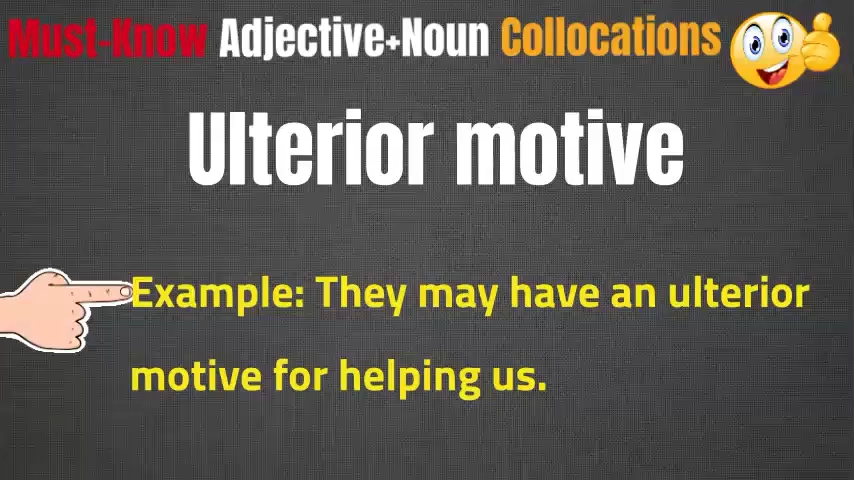 Must-Know Adjective+Noun Collocations
Ulterior motive
Example: They may have an ulterior
motive for helping us.